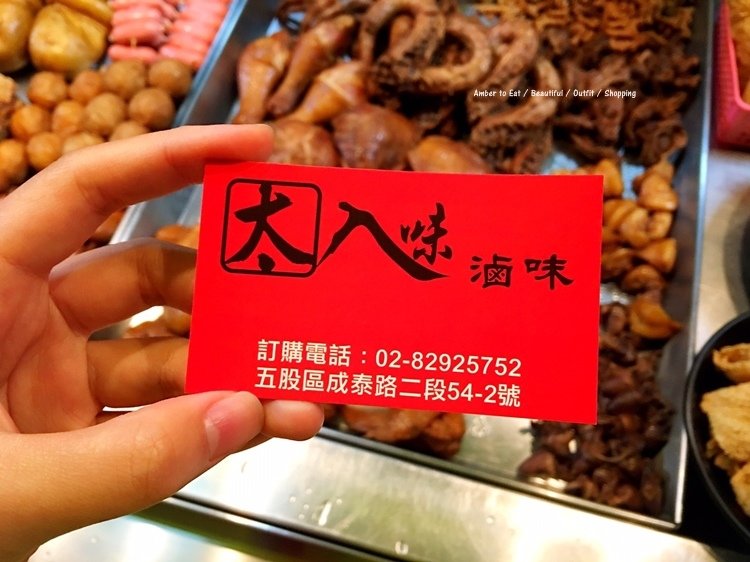 Amber to Eat / Beautiful / Outfit / Shopping
太入味 滷味
訂購電話：02-82925752
五股區成泰路二段54-2號